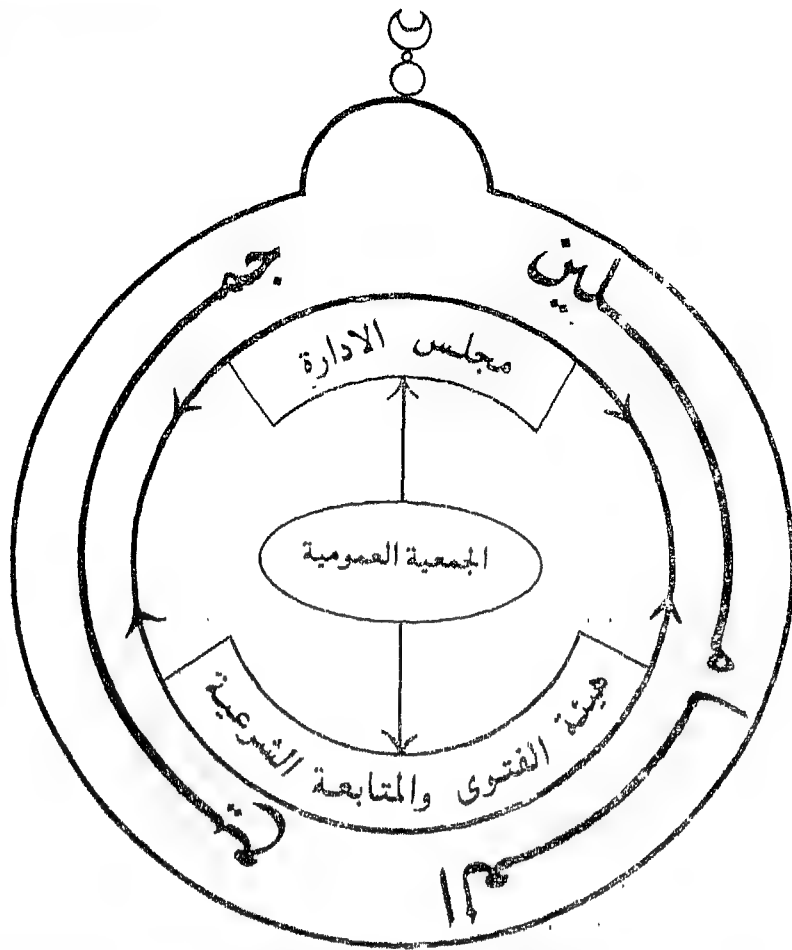 مجلس الادارة
الجمعية العمومية
هيئة الفتوى والمتابعة الشرعية